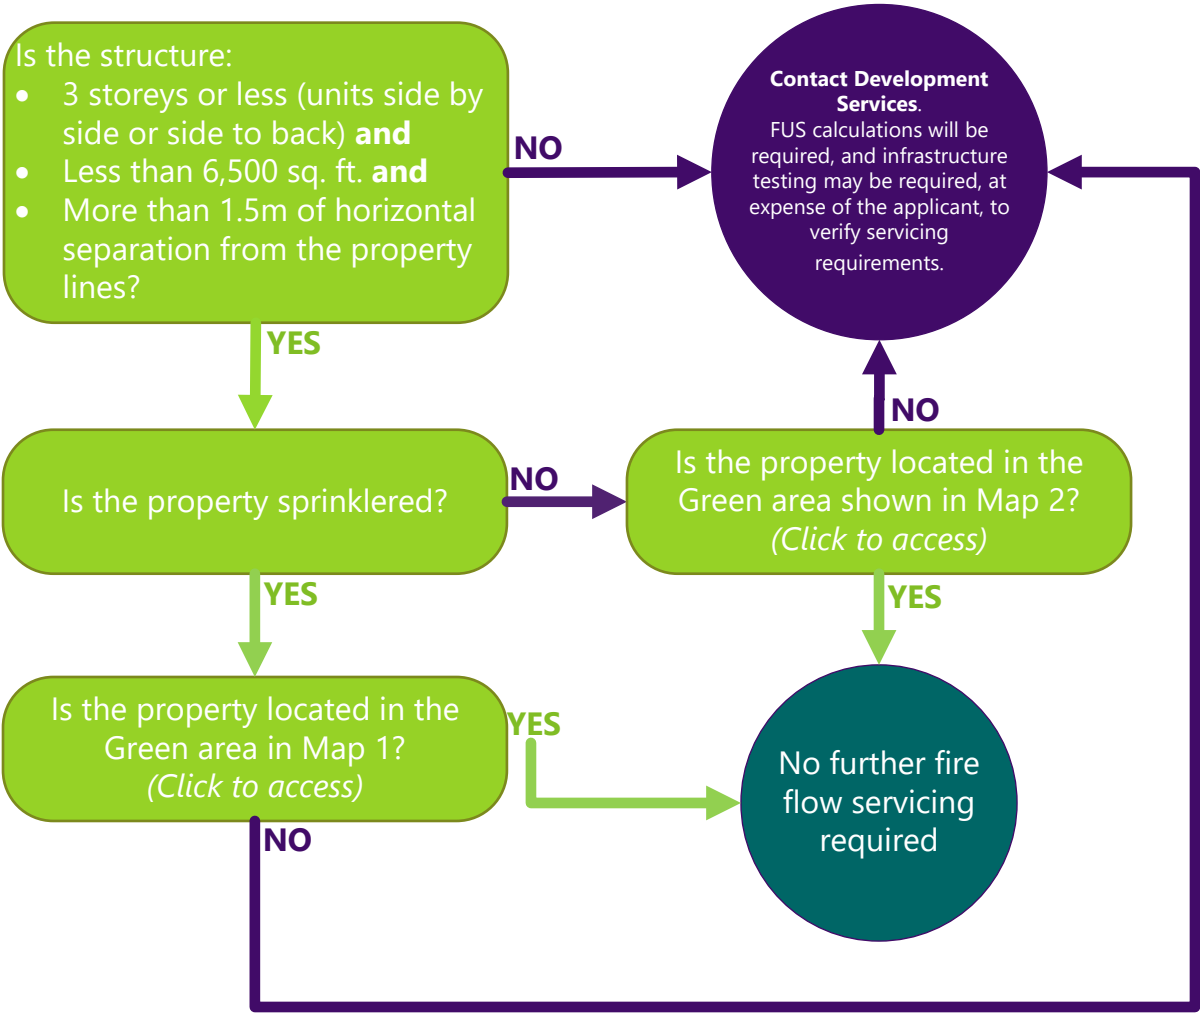 Is the structure:
• 3 storeys or less (units side by
side or side to back) and
• Less than 6,500 sq. ft. and
• More than 1.5m of horizontal
separation from the property
lines?
NO
Contact Development
Services.
FUS calculations will be
required, and infrastructure
testing may be required, at
expense of the applicant, to
verify servicing
requirements.
YES
Is the property sprinklered?
NO
Is the property located in the
Green area shown in Map 2?
(Click to access)
NO
YES
YES
Is the property located in the
Green area in Map 1?
(Click to access)
YES
NO
No further fire
flow servicing
required